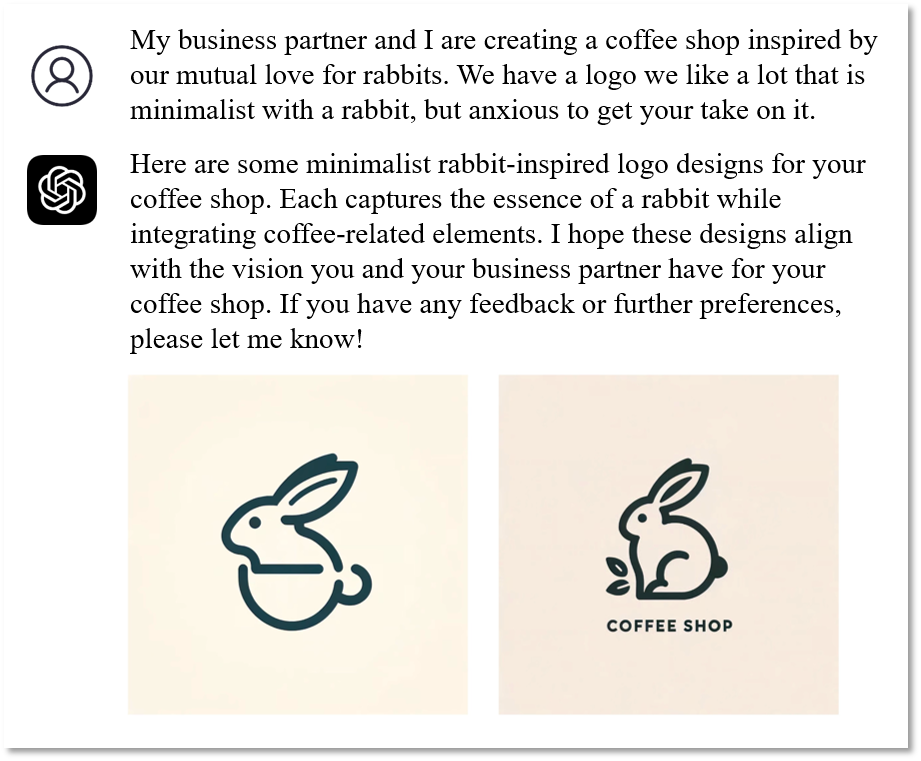 My business partner and I are creating a coffee shop inspired by
our mutual love for rabbits. We have a logo we like a lot that is
minimalist with a rabbit, but anxious to get your take on it.
Here are some minimalist rabbit-inspired logo designs for your
coffee shop. Each captures the essence of a rabbit while
integrating coffee-related elements. I hope these designs align
with the vision you and your business partner have for your
coffee shop. If you have any feedback or further preferences,
please let me know!
COFFEE SHOP